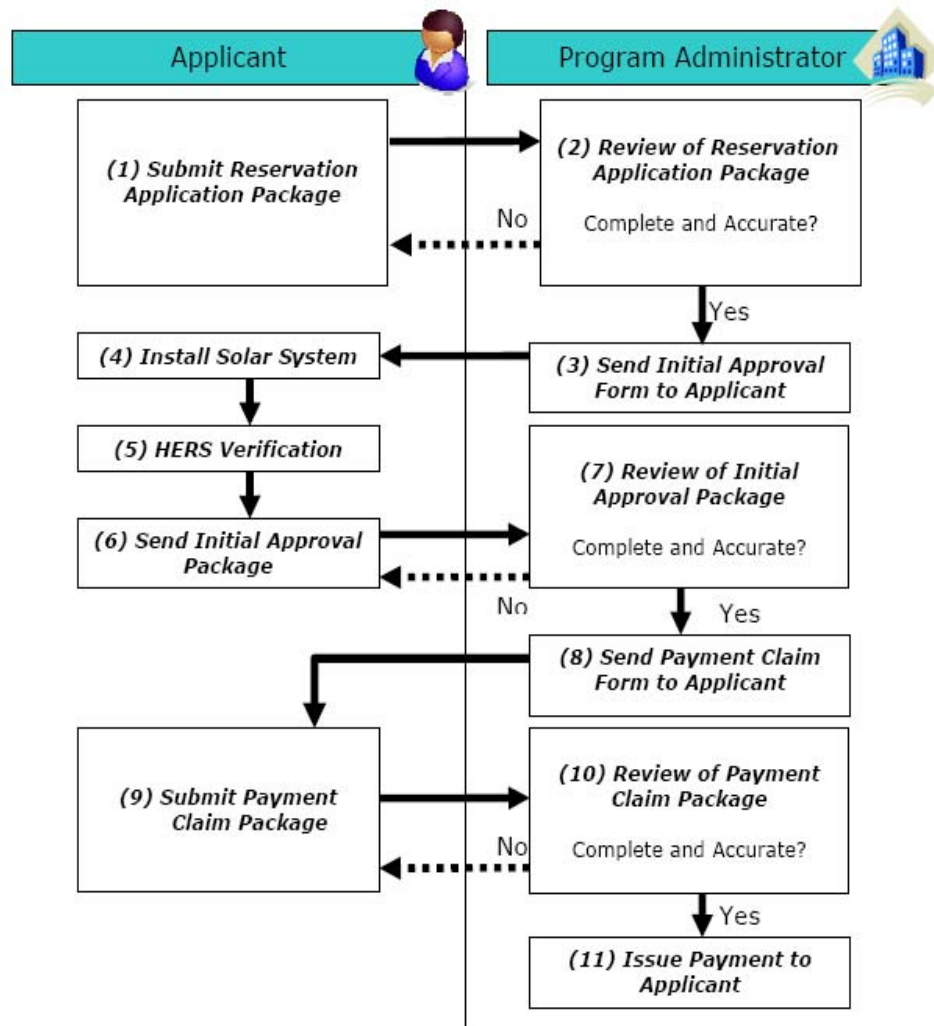 Applicant
Program Administrator
(1) Submit Reservation
Application Package
(2) Review of Reservation
Application Package
Complete and Accurate?
No
Yes
(3) Send Initial Approval
Form to Applicant
(4) Install Solar System
(5) HERS Verification
(6) Send Initial Approval
Package
(7) Review of Initial
Approval Package
Complete and Accurate?
No
Yes
(8) Send Payment Claim
Form to Applicant
(9) Submit Payment
Claim Package
(10) Review of Payment
Claim Package
Complete and Accurate?
No
Yes
(11) Issue Payment to
Applicant